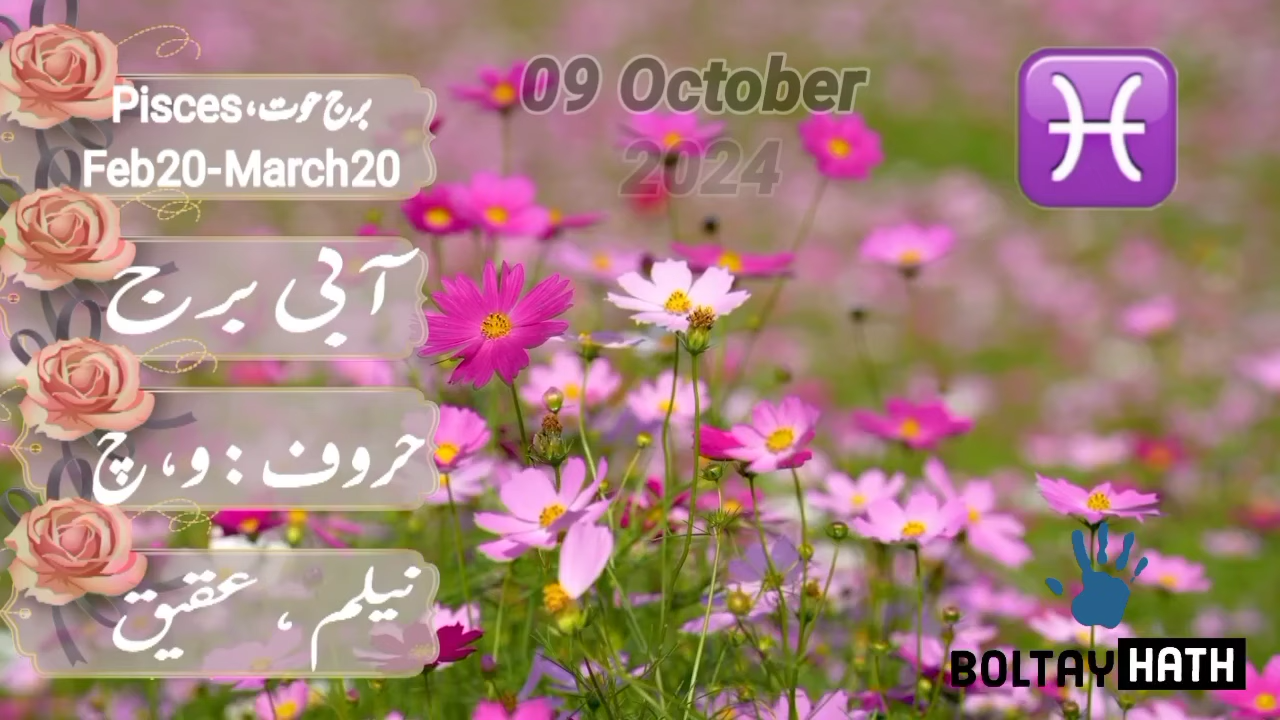 برج حوت،Pisces
Feb20-March20
آبی برج
حروف : و، چ
نیلم ، عقیق
09 October
2024
BOLTAY HATH